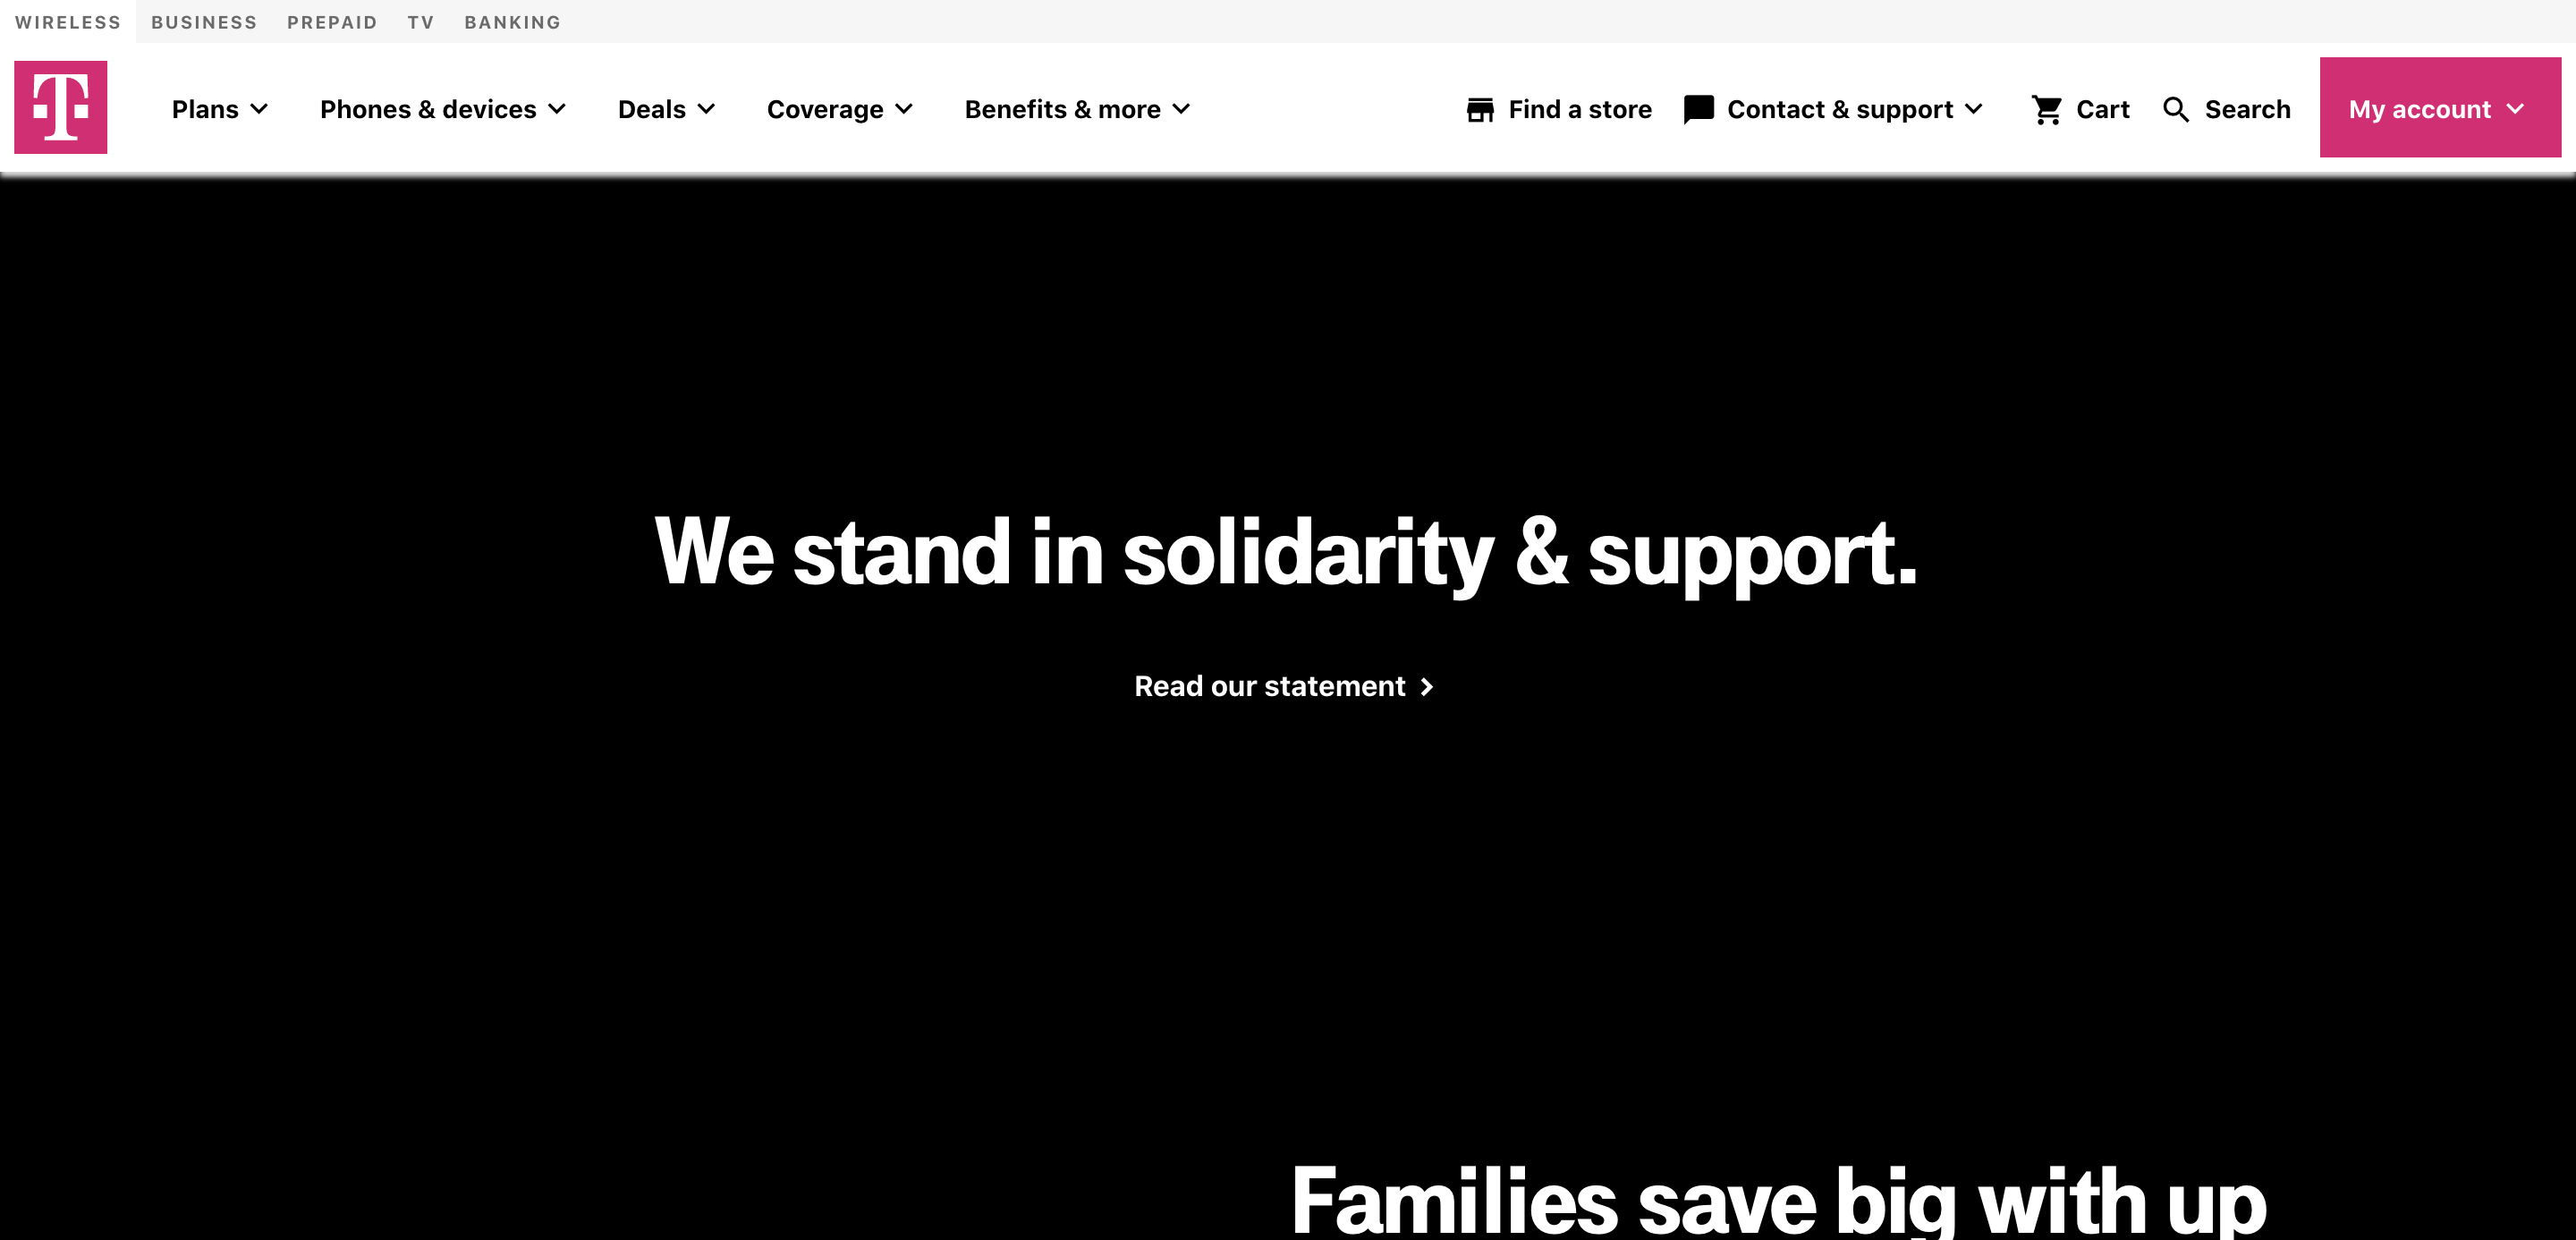 WIRELESS BUSINESS PREPAID TV BANKING
T Plans Phones & devices Deals Coverage Benefits & more Find a store Contact & support Cart Search My account
We stand in solidarity & support.
Read our statement
Families save big with up